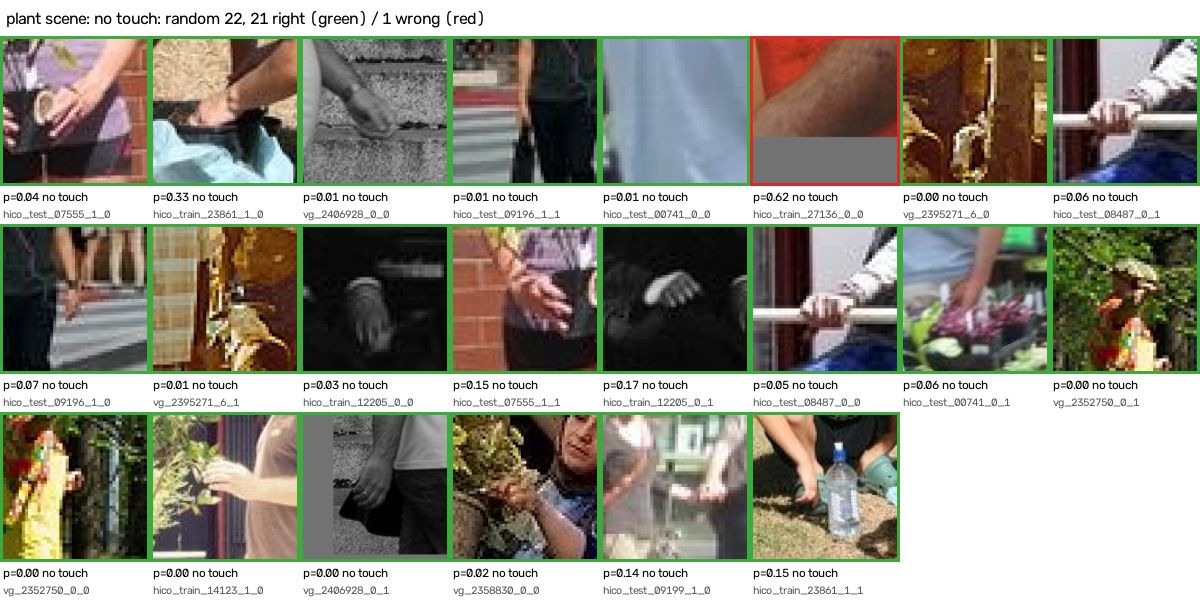 plant scene: no touch: random 22, 21 right (green) / 1 wrong (red)
p=0.04 no touch
hico_test_07555_1_0
p=0.33 no touch
hico_train_23861_1_0
p=0.01 no touch
vg_2406928_0_0
p=0.01 no touch
hico_test_09196_1_1
p=0.01 no touch
hico_test_00741_0_0
p=0.62 no touch
hico_train_27136_0_0
p=0.00 no touch
vg_2395271_6_0
p=0.06 no touch
hico_test_08487_0_1
p=0.07 no touch
hico_test_09196_1_0
p=0.01 no touch
vg_2395271_6_1
p=0.03 no touch
hico_train_12205_0_0
p=0.15 no touch
hico_test_07555_1_1
p=0.17 no touch
hico_train_12205_0_1
p=0.05 no touch
hico_test_08487_0_0
p=0.06 no touch
hico_test_00741_0_1
p=0.00 no touch
vg_2352750_0_1
p=0.00 no touch
vg_2352750_0_0
p=0.00 no touch
hico_train_14123_1_0
p=0.00 no touch
vg_2406928_0_1
p=0.02 no touch
vg_2358830_0_0
p=0.14 no touch
hico_test_09199_1_0
p=0.15 no touch
hico_train_23861_1_1